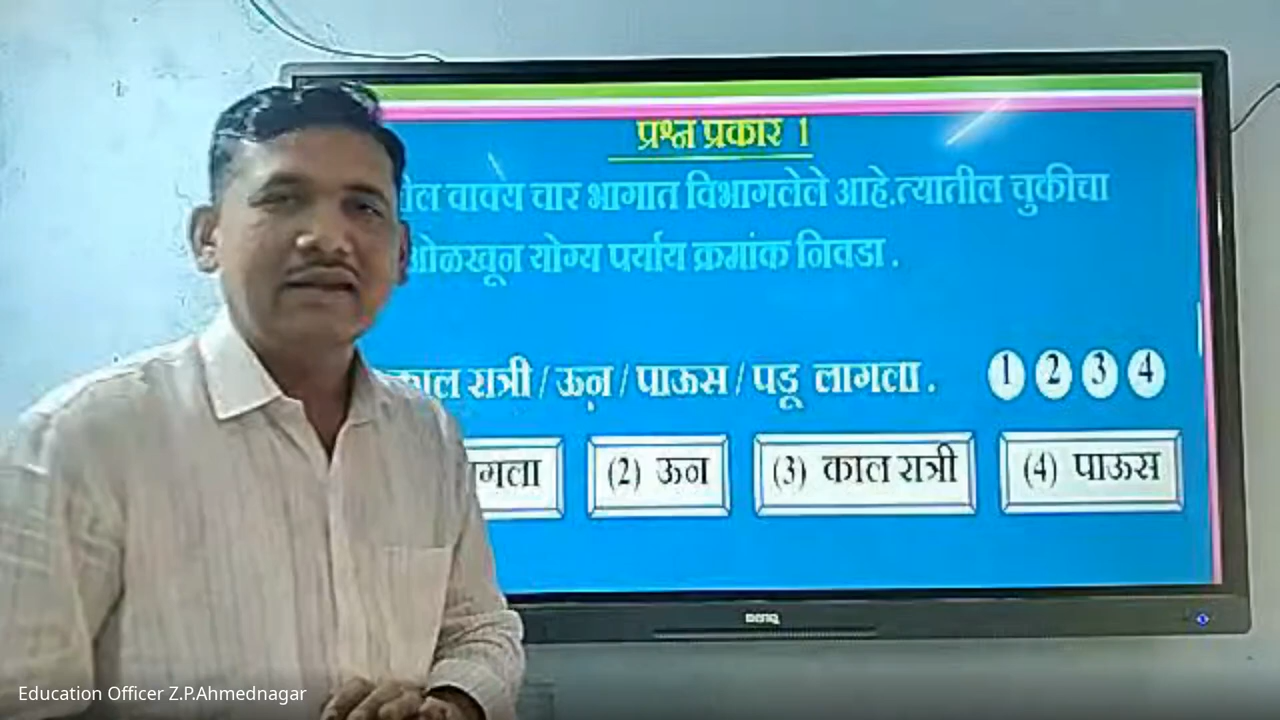 प्रश्न प्रकार 1
वाक्य चार भागात विभागलेले आहे.त्यातील चुकीचा
ओळखून योग्य पर्याय क्रमांक निवडा .
काल रात्री / ऊऩ / पाऊस / पडू लागला . 1 2 3 4
(2) ऊन (3) काल रात्री (4) पाऊस
BenQ
Education Officer Z.P.Ahmednagar